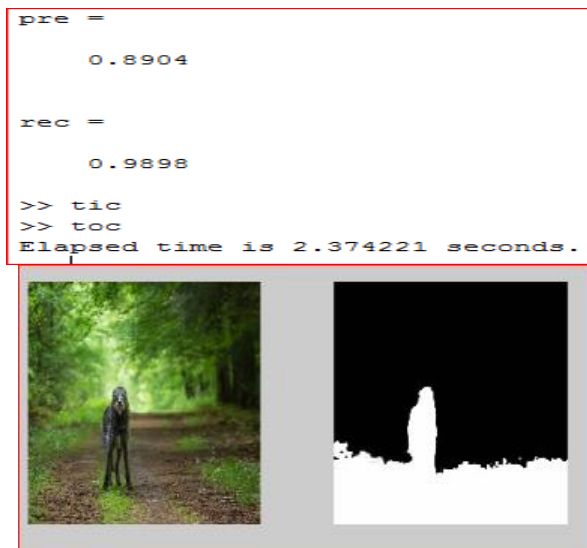 pre =
0.8904
rec =
0.9898
>> tic
>> toc
Elapsed time is 2.374221 seconds.